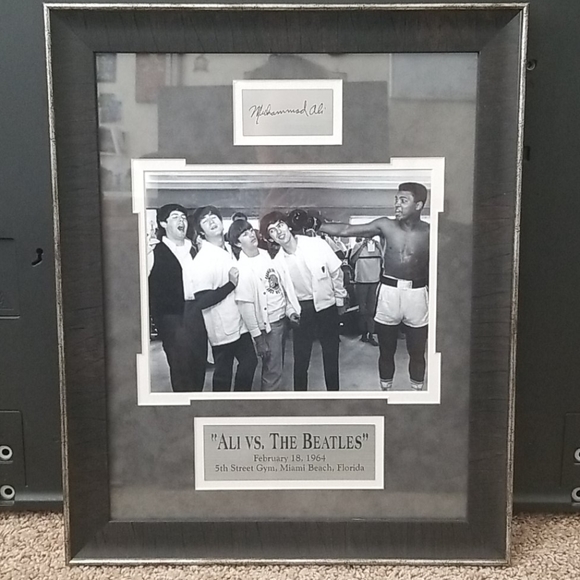 Muhammad Ali
"ALI VS. THE BEATLES"
February 18, 1964
5th Street Gym, Miami Beach, Florida